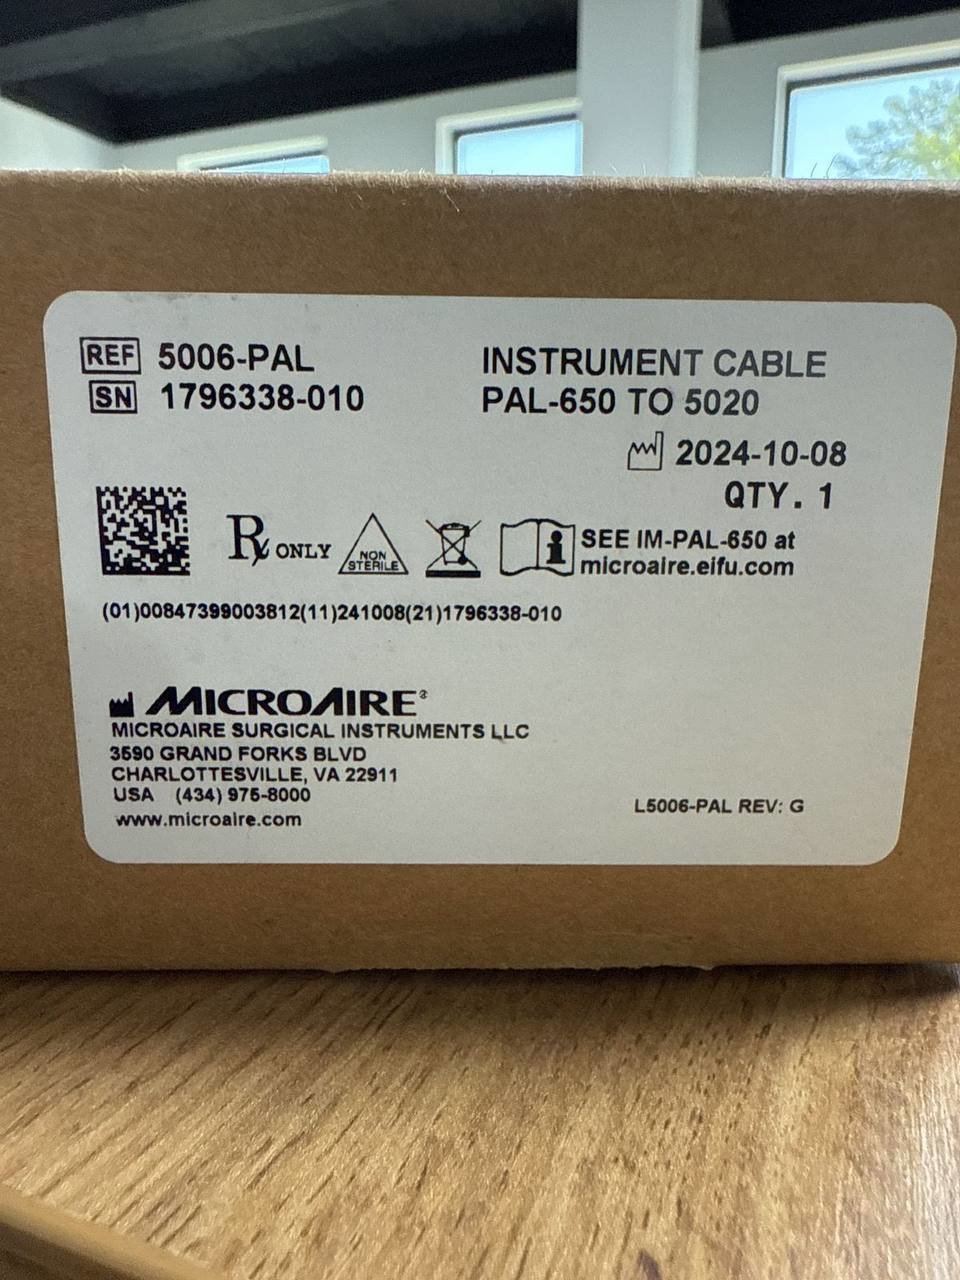 REF 5006-PAL
SN 1796338-010
INSTRUMENT CABLE
PAL-650 TO 5020
2024-10-08
QTY. 1
Rx ONLY
NON
STERILE
SEE IM-PAL-650 at
microaire.eifu.com
(01)00847399003812(11)241008(21)1796338-010
MICROAIRE®
MICROAIRE SURGICAL INSTRUMENTS LLC
3590 GRAND FORKS BLVD
CHARLOTTESVILLE, VA 22911
USA (434) 975-8000
www.microaire.com
L5006-PAL REV: G